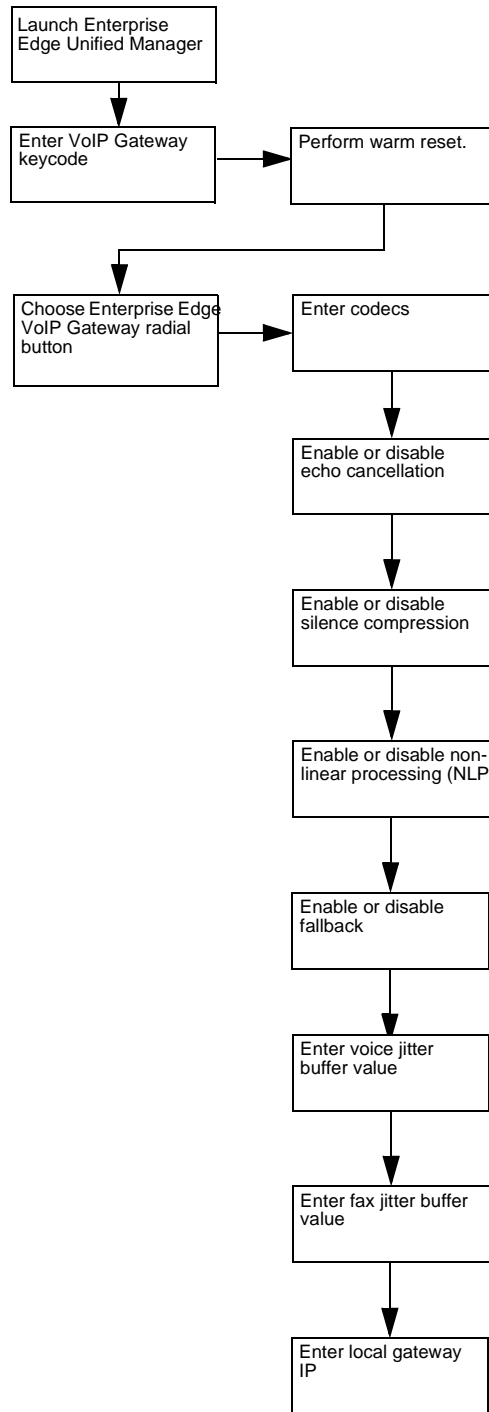 Launch Enterprise
Edge Unified Manager
Enter VoIP Gateway
keycode
Perform warm reset.
Choose Enterprise Edge
VoIP Gateway radial
button
Enter codecs
Enable or disable
echo cancellation
Enable or disable
silence compression
Enable or disable non-
linear processing (NLP
Enable or disable
fallback
Enter voice jitter
buffer value
Enter fax jitter buffer
value
Enter local gateway
IP